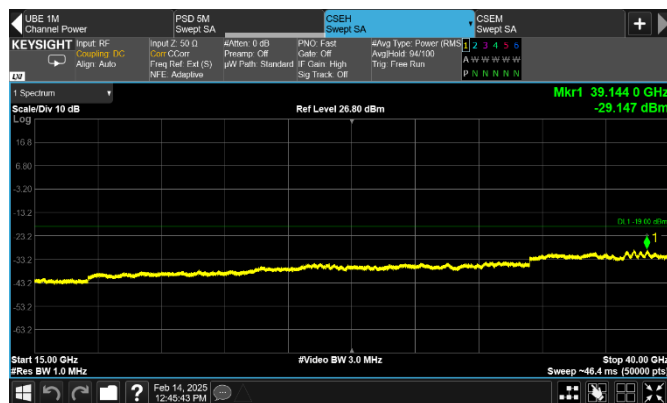 UBE 1M
Channel Power
PSD 5M
Swept SA
CSEH
Swept SA
CSEM
Swept SA
KEYSIGHT
Input: RF
Coupling: DC
Align: Auto
Input Z: 50 Ω
Corr CCorr
Freq Ref: Ext (S)
NFE: Adaptive
#Atten: 0 dB
Preamp: Off
µW Path: Standard
PNO: Fast
Gate: Off
IF Gain: High
Sig Track: Off
#Avg Type: Power (RMS
Avg|Hold: 94/100
Trig: Free Run
1 2 3 4 5 6
A W W W W W
P N N N N N
LXI
1 Spectrum
Scale/Div 10 dB
Ref Level 26.80 dBm
Mkr1 39.144 0 GHz
-29.147 dBm
Log
16.8
6.80
-3.20
-13.2
-23.2
-33.2
-43.2
-53.2
-63.2
1
Start 15.00 GHz
#Res BW 1.0 MHz
#Video BW 3.0 MHz
Stop 40.00 GHz
Sweep ~46.4 ms (50000 pts)
?
Feb 14, 2025
12:45:43 PM